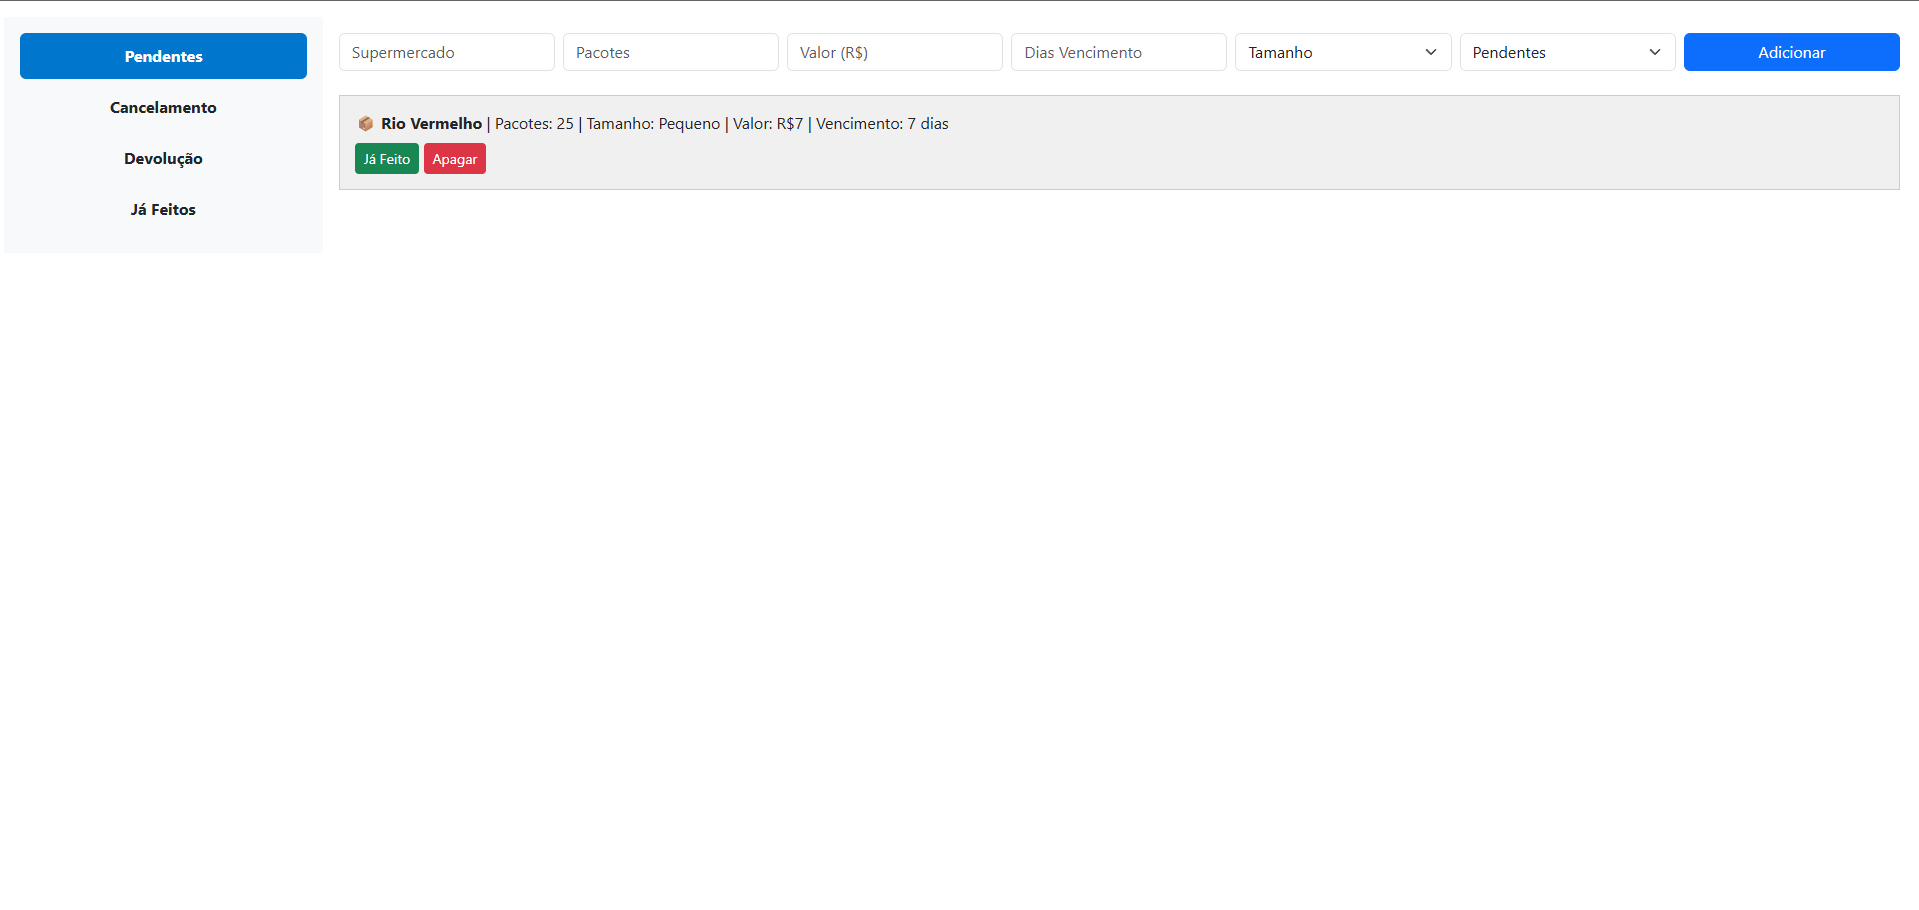 Pendentes
Cancelamento
Devolução
Já Feitos
Supermercado
Pacotes
Valor (R$)
Dias Vencimento
Tamanho
Pendentes
Adicionar
Rio Vermelho | Pacotes: 25 | Tamanho: Pequeno | Valor: R$7 | Vencimento: 7 dias
Já Feito
Apagar